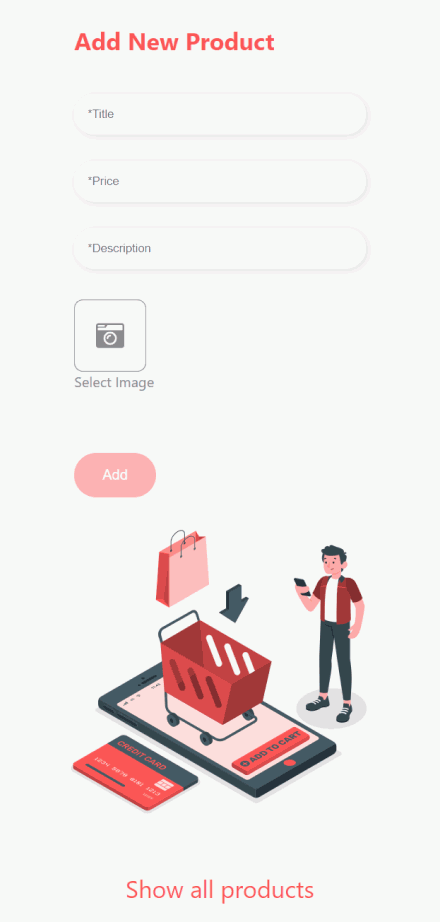 Add New Product
*Title
*Price
*Description
Select Image
Add
ADD TO CART
CREDIT CARD
Show all products